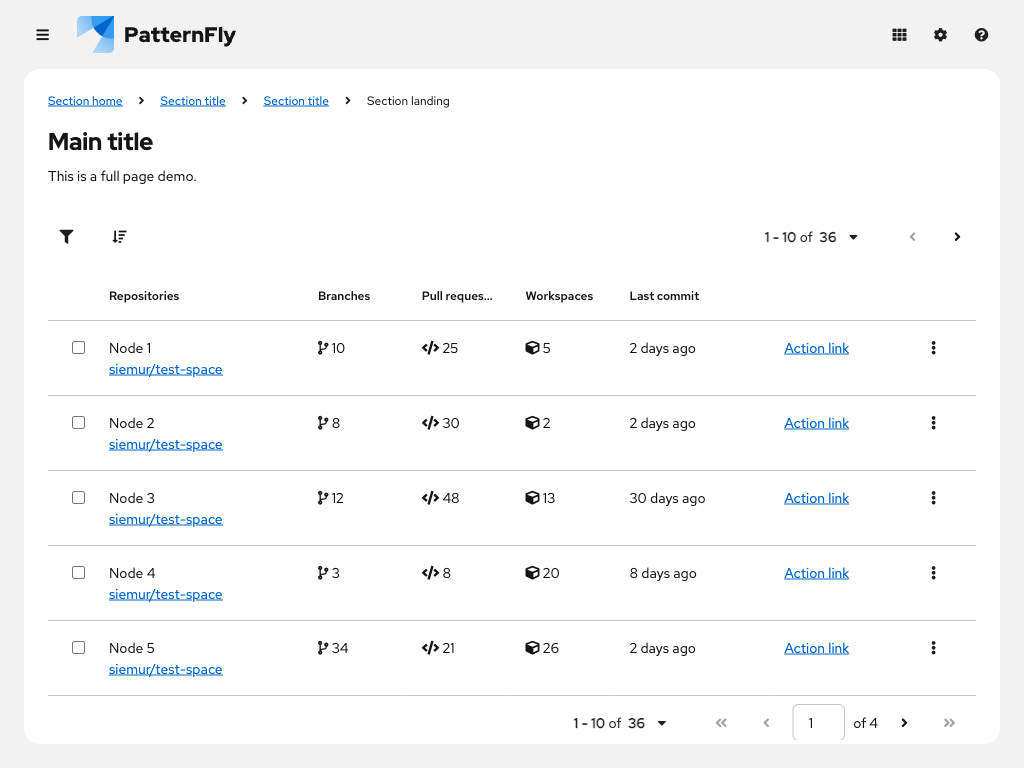 PatternFly
Section home Section title Section title Section landing
Main title
This is a full page demo.
1 - 10 of 36
Repositories Branches Pull reques... Workspaces Last commit
Node 1 10 25 5 2 days ago Action link
siemur/test-space
Node 2 8 30 2 2 days ago Action link
siemur/test-space
Node 3 12 48 13 30 days ago Action link
siemur/test-space
Node 4 3 8 20 8 days ago Action link
siemur/test-space
Node 5 34 21 26 2 days ago Action link
siemur/test-space
1 - 10 of 36 1 of 4